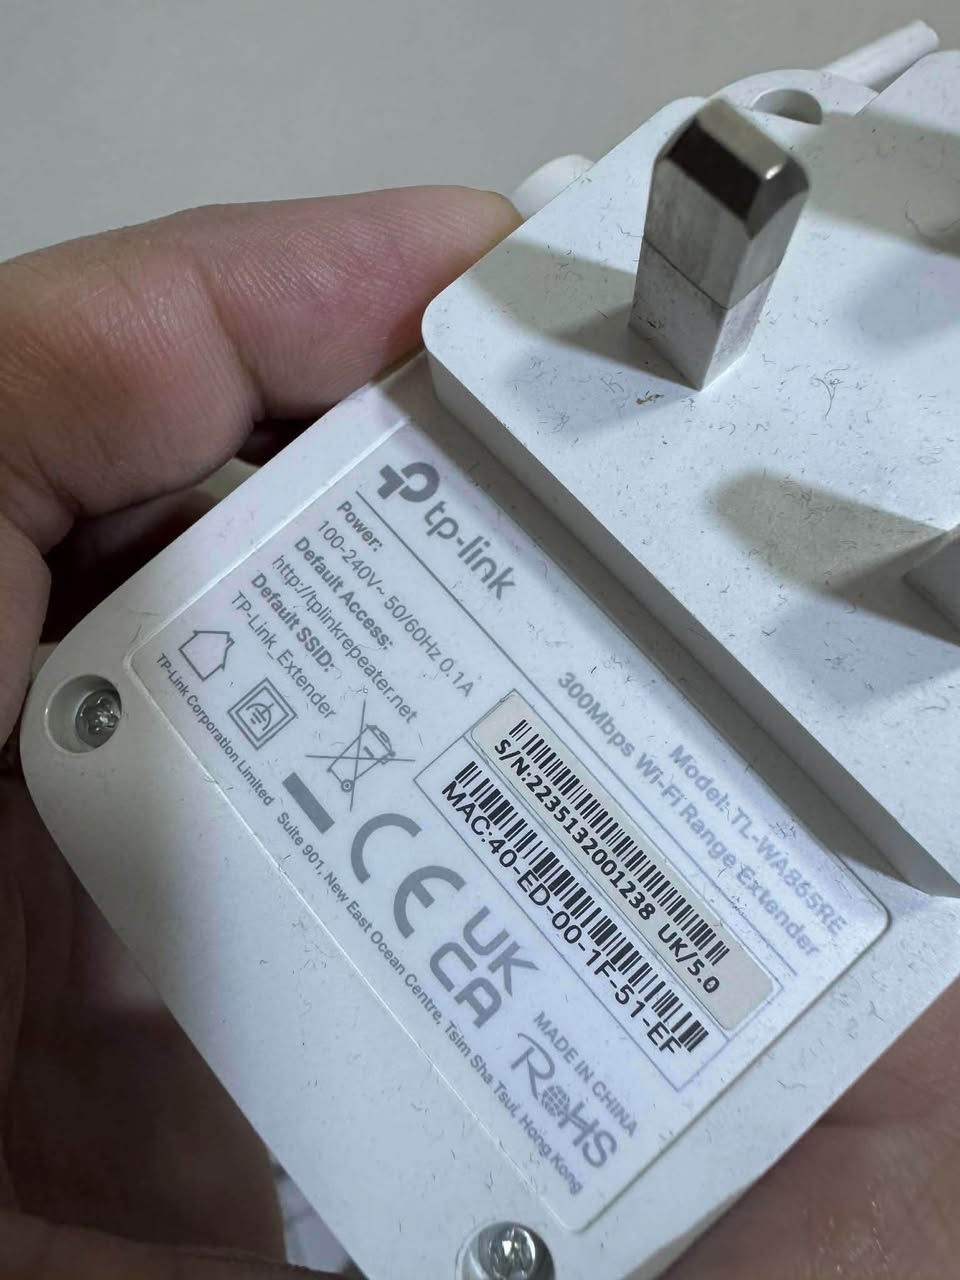 tp-link
300Mbps Wi-Fi Range Extender
Model: TL-WA865RE
Power:
100-240V~ 50/60Hz 0.1A
Default Access:
http://tplinkrepeater.net
Default SSID:
TP-Link_Extender
S/N:2235132001238 UK/5.0
MAC:40-ED-00-1F-51-EF
CE
UK
CA
MADE IN CHINA
RoHS
TP-Link Corporation Limited Suite 901, New East Ocean Centre, Tsim Sha Tsui, Hong Kong